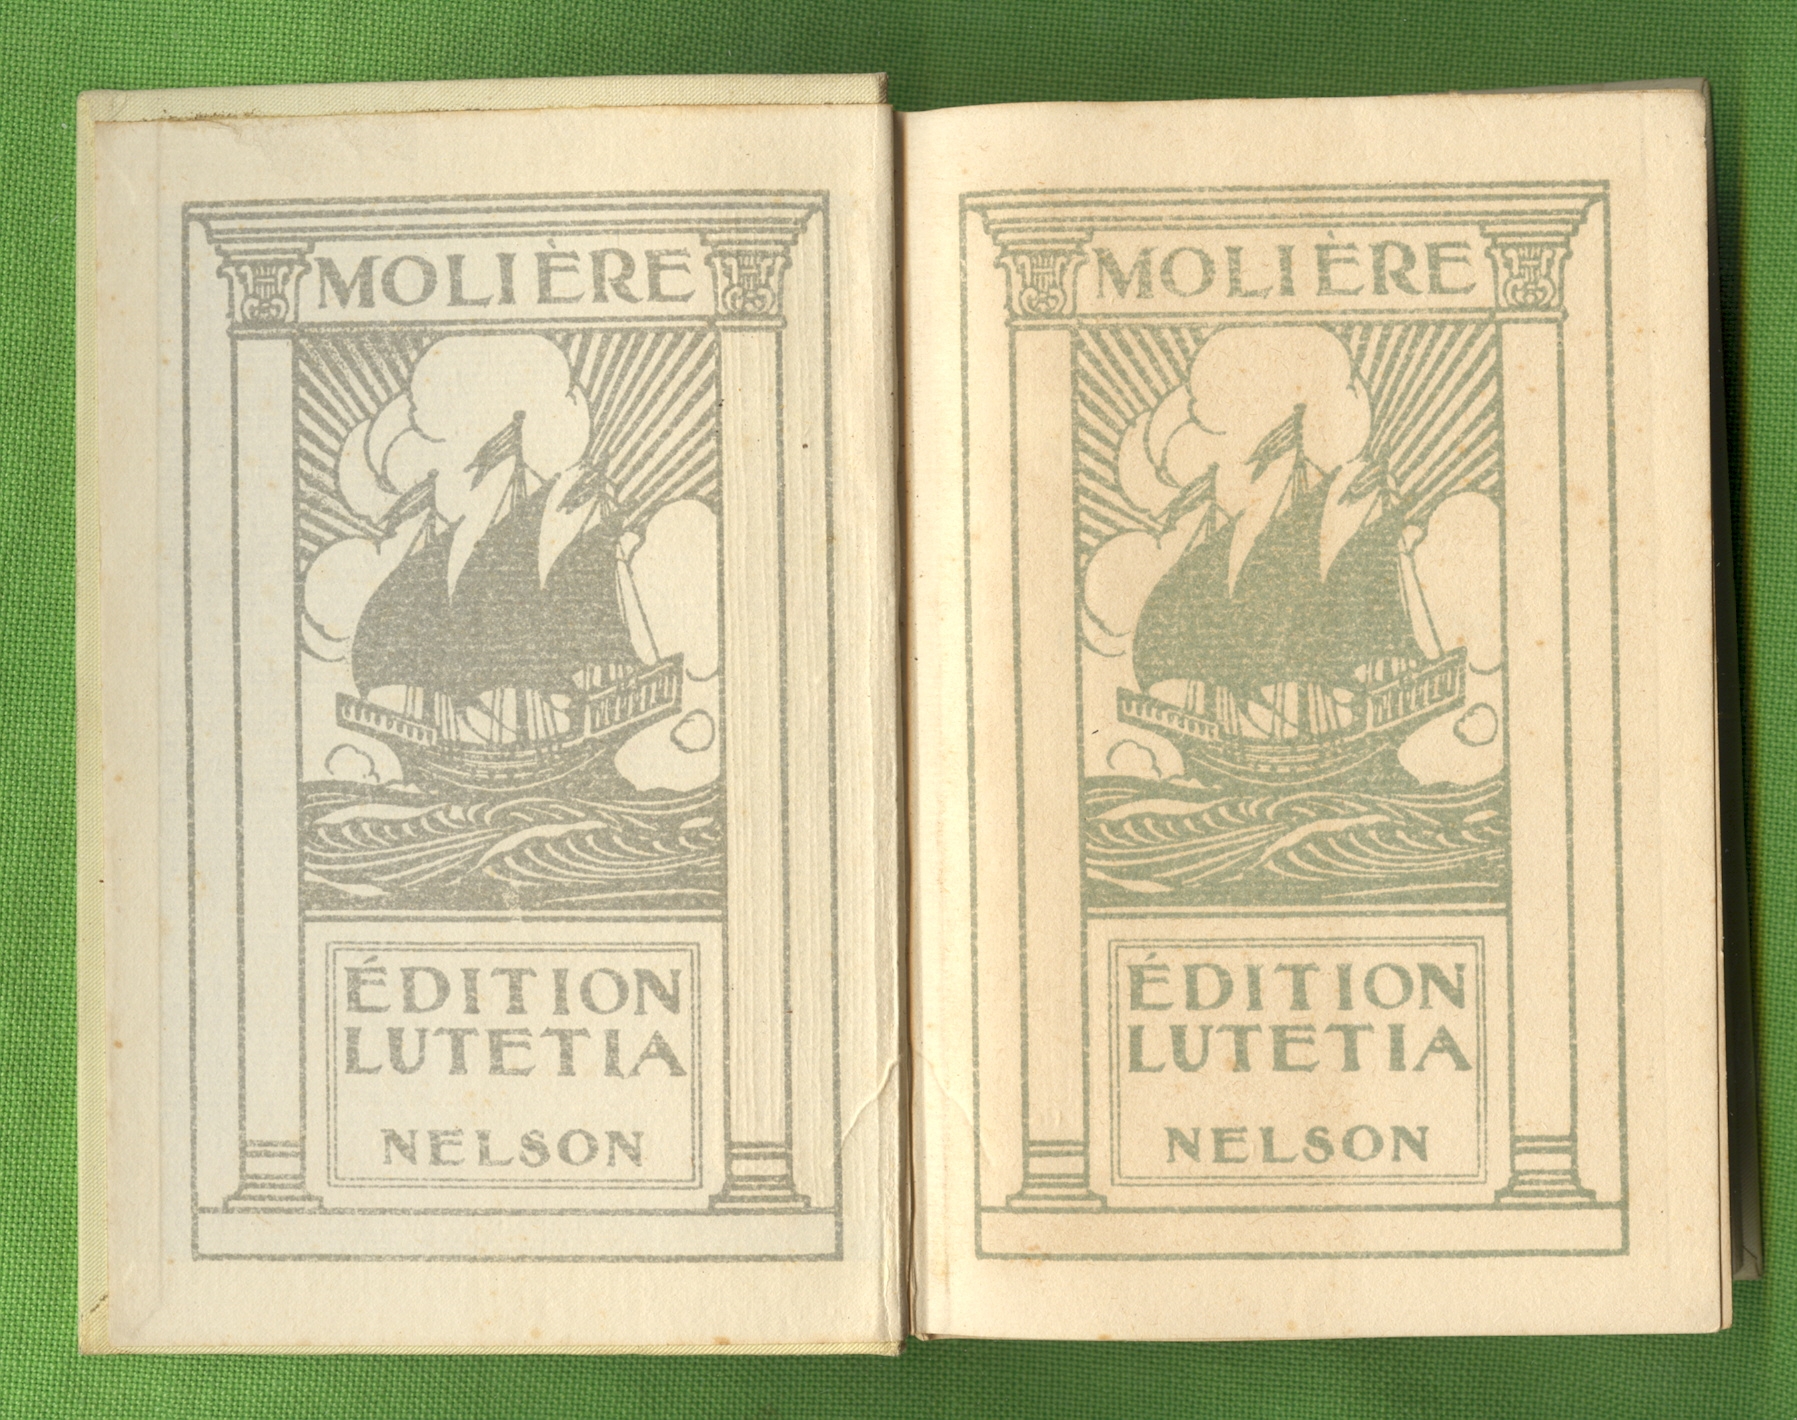 MOLIÈRE
ÉDITION
LUTETIA
NELSON
MOLIÈRE
ÉDITION
LUTETIA
NELSON